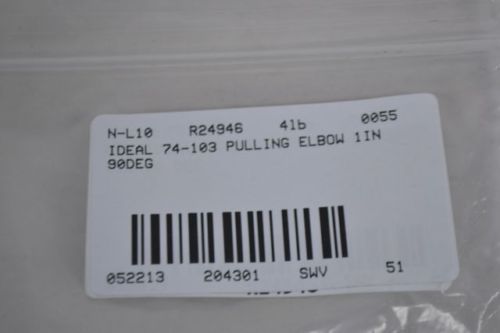 N-L10 R24946 4lb 0055
IDEAL 74-103 PULLING ELBOW 1IN
90DEG
052213 204301 SWV 51